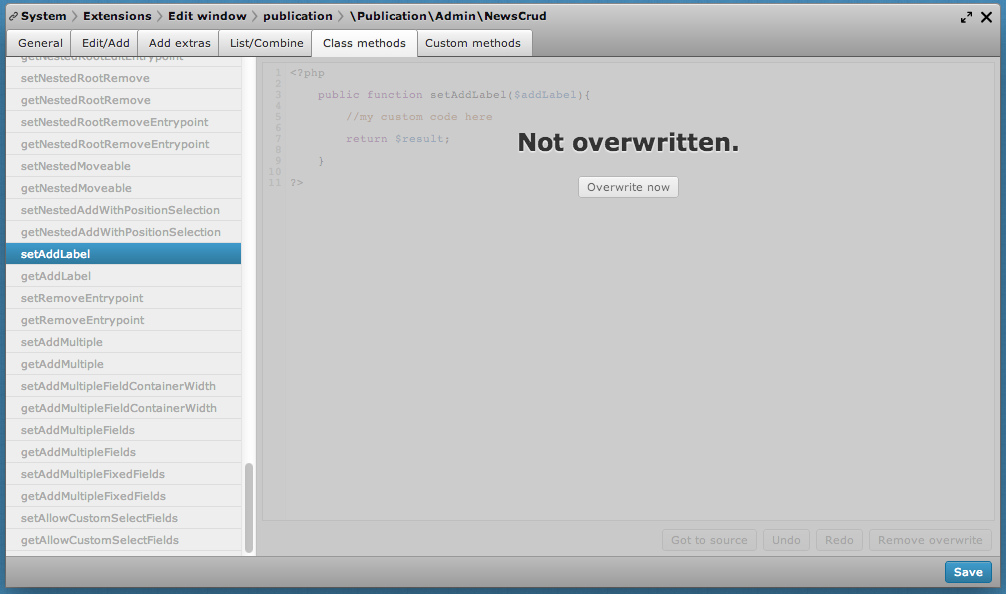 System > Extensions > Edit window > publication > \Publication\Admin\NewsCrud
General Edit/Add Add extras List/Combine Class methods Custom methods
getNestedRootEditEntrypoint
setNestedRootRemove
getNestedRootRemove
setNestedRootRemoveEntrypoint
getNestedRootRemoveEntrypoint
setNestedMoveable
getNestedMoveable
setNestedAddWithPositionSelection
getNestedAddWithPositionSelection
setAddLabel
getAddLabel
setRemoveEntrypoint
getRemoveEntrypoint
setAddMultiple
getAddMultiple
setAddMultipleFieldContainerWidth
getAddMultipleFieldContainerWidth
setAddMultipleFields
getAddMultipleFields
setAddMultipleFixedFields
getAddMultipleFixedFields
setAllowCustomSelectFields
getAllowCustomSelectFields
1 <?php
2
3 public function setAddLabel($addLabel){
4
5 //my custom code here
6
7 return $result;
8
9 }
10
11 ?>
Not overwritten.
Overwrite now
Got to source Undo Redo Remove overwrite
Save